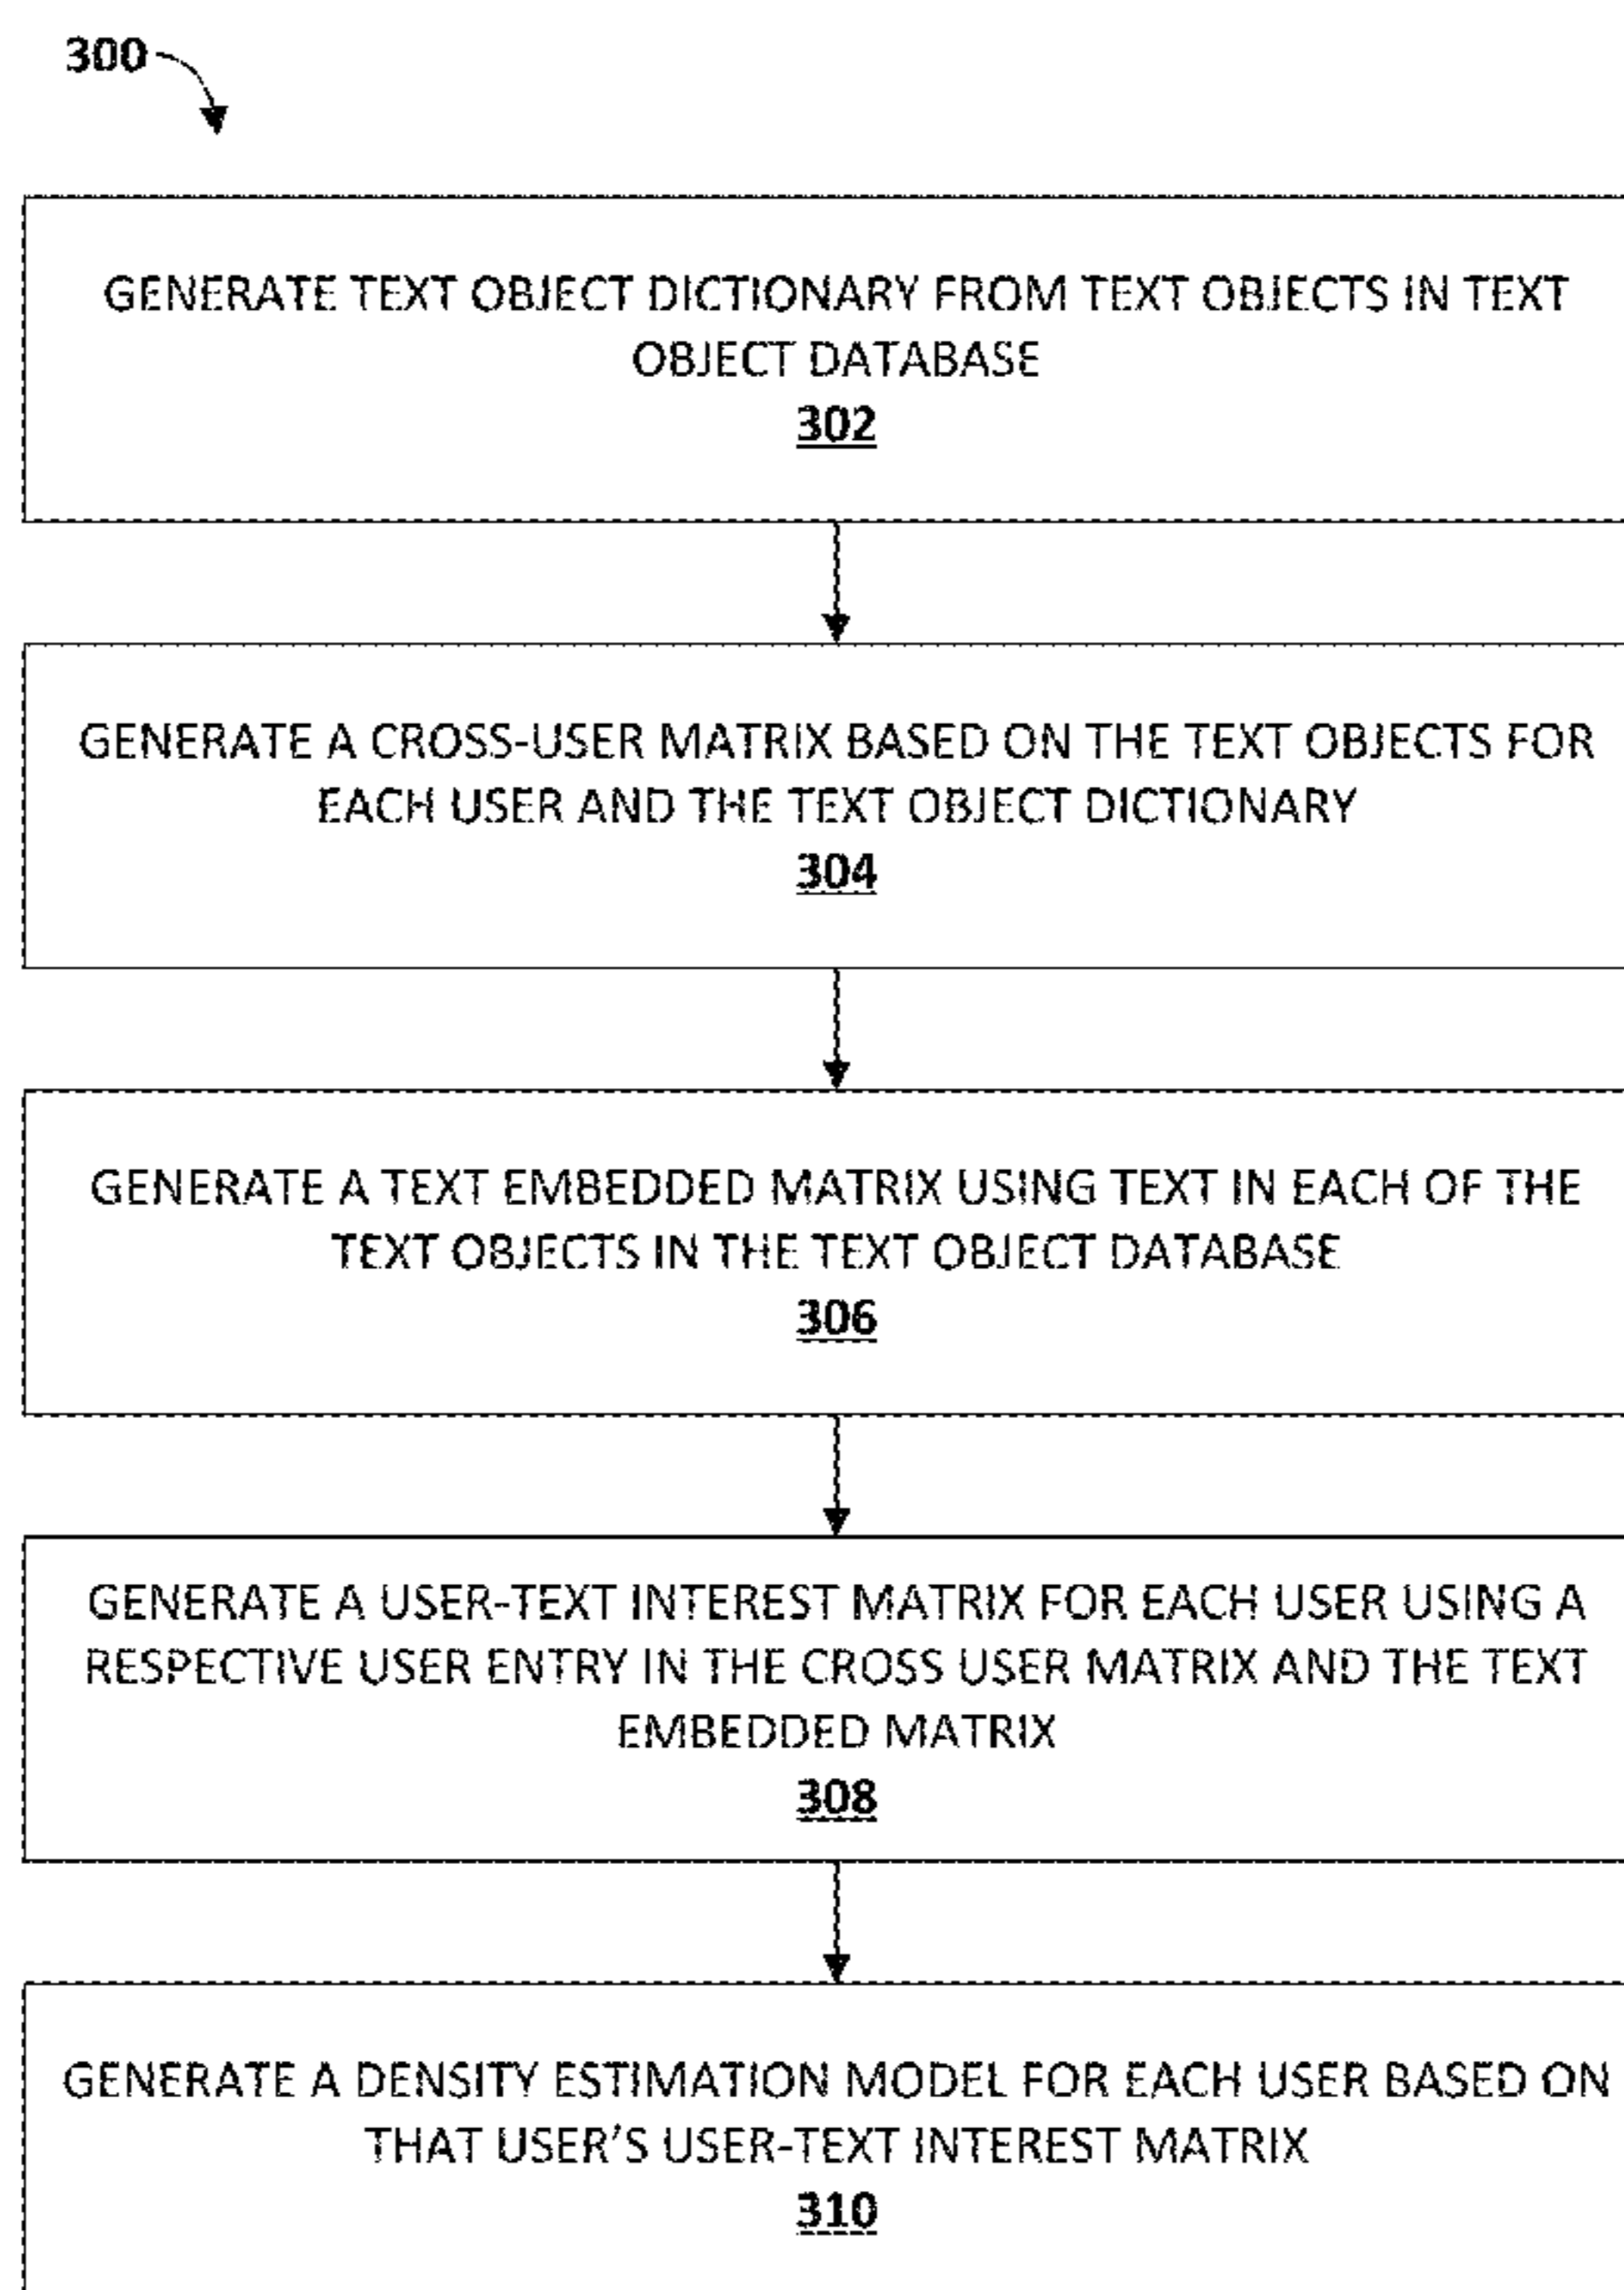 300
GENERATE TEXT OBJECT DICTIONARY FROM TEXT OBJECTS IN TEXT
OBJECT DATABASE
302
GENERATE A CROSS-USER MATRIX BASED ON THE TEXT OBJECTS FOR
EACH USER AND THE TEXT OBJECT DICTIONARY
304
GENERATE A TEXT EMBEDDED MATRIX USING TEXT IN EACH OF THE
TEXT OBJECTS IN THE TEXT OBJECT DATABASE
306
GENERATE A USER-TEXT INTEREST MATRIX FOR EACH USER USING A
RESPECTIVE USER ENTRY IN THE CROSS USER MATRIX AND THE TEXT
EMBEDDED MATRIX
308
GENERATE A DENSITY ESTIMATION MODEL FOR EACH USER BASED ON
THAT USER'S USER-TEXT INTEREST MATRIX
310